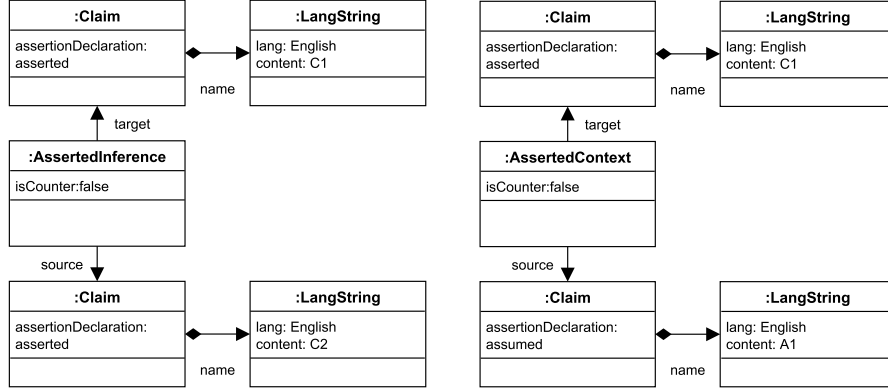 :Claim
assertionDeclaration:
asserted
name
:LangString
lang: English
content: C1
target
:AssertedInference
isCounter:false
source
:Claim
assertionDeclaration:
asserted
name
:LangString
lang: English
content: C2
:Claim
assertionDeclaration:
asserted
name
:LangString
lang: English
content: C1
target
:AssertedContext
isCounter:false
source
:Claim
assertionDeclaration:
assumed
name
:LangString
lang: English
content: A1